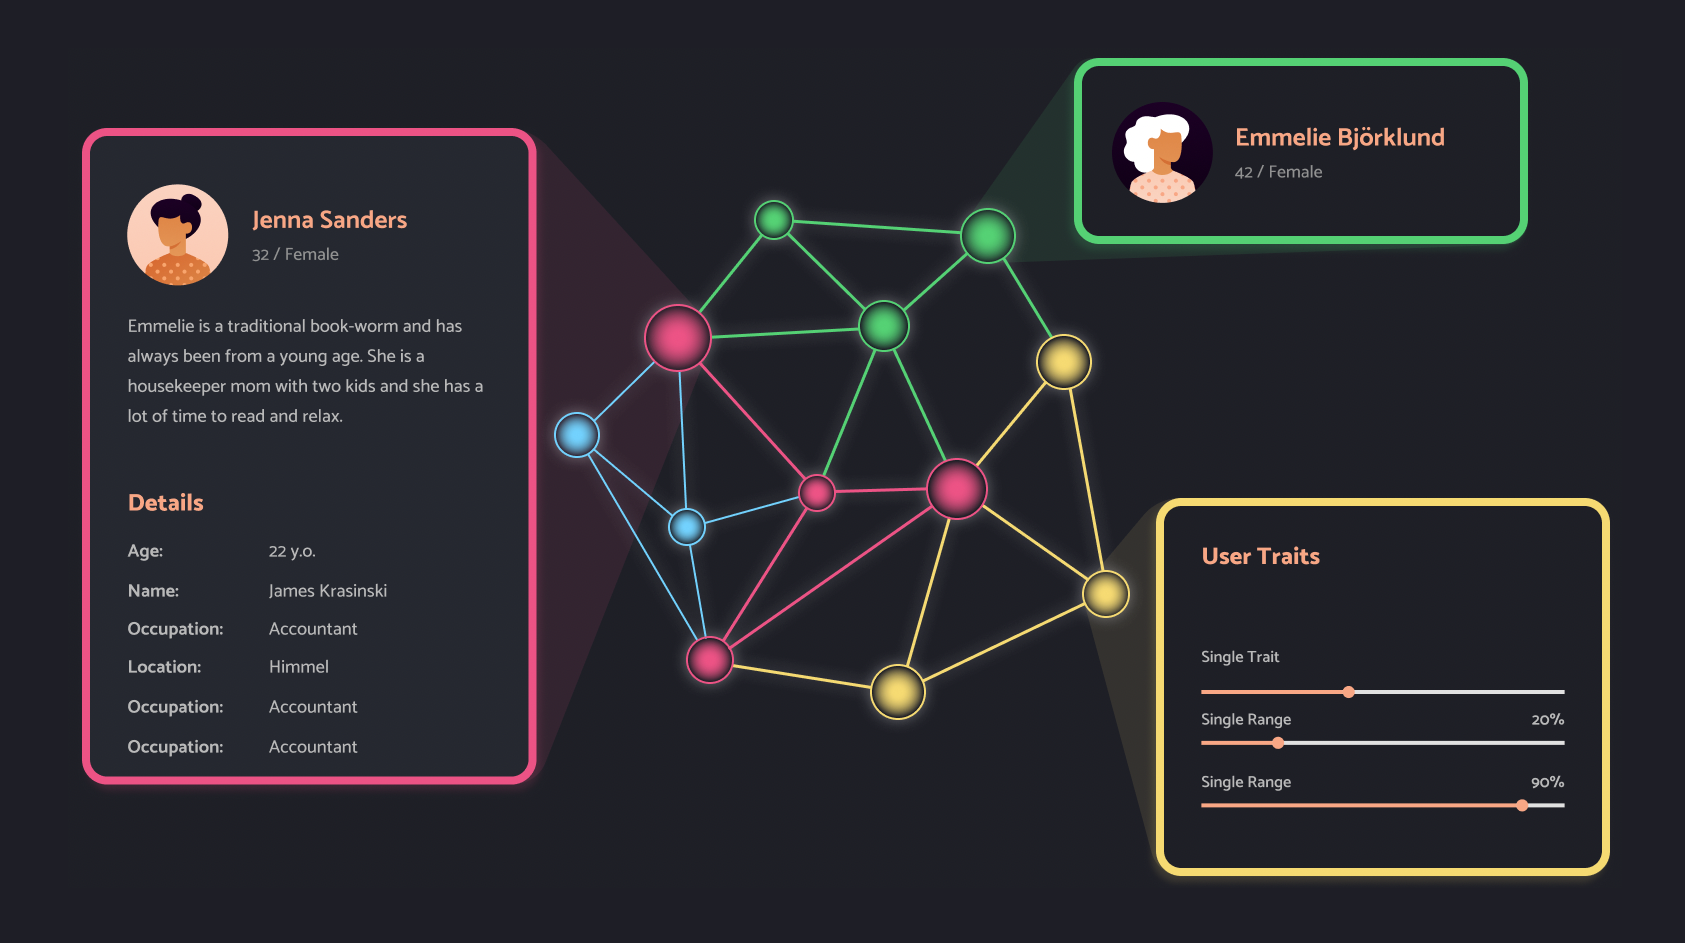 Jenna Sanders
32 / Female
Emmelie is a traditional book-worm and has
always been from a young age. She is a
housekeeper mom with two kids and she has a
lot of time to read and relax.
Details
Age: 22 y.o.
Name: James Krasinski
Occupation: Accountant
Location: Himmel
Occupation: Accountant
Occupation: Accountant
Emmelie Björklund
42 / Female
User Traits
Single Trait
Single Range 20%
Single Range 90%